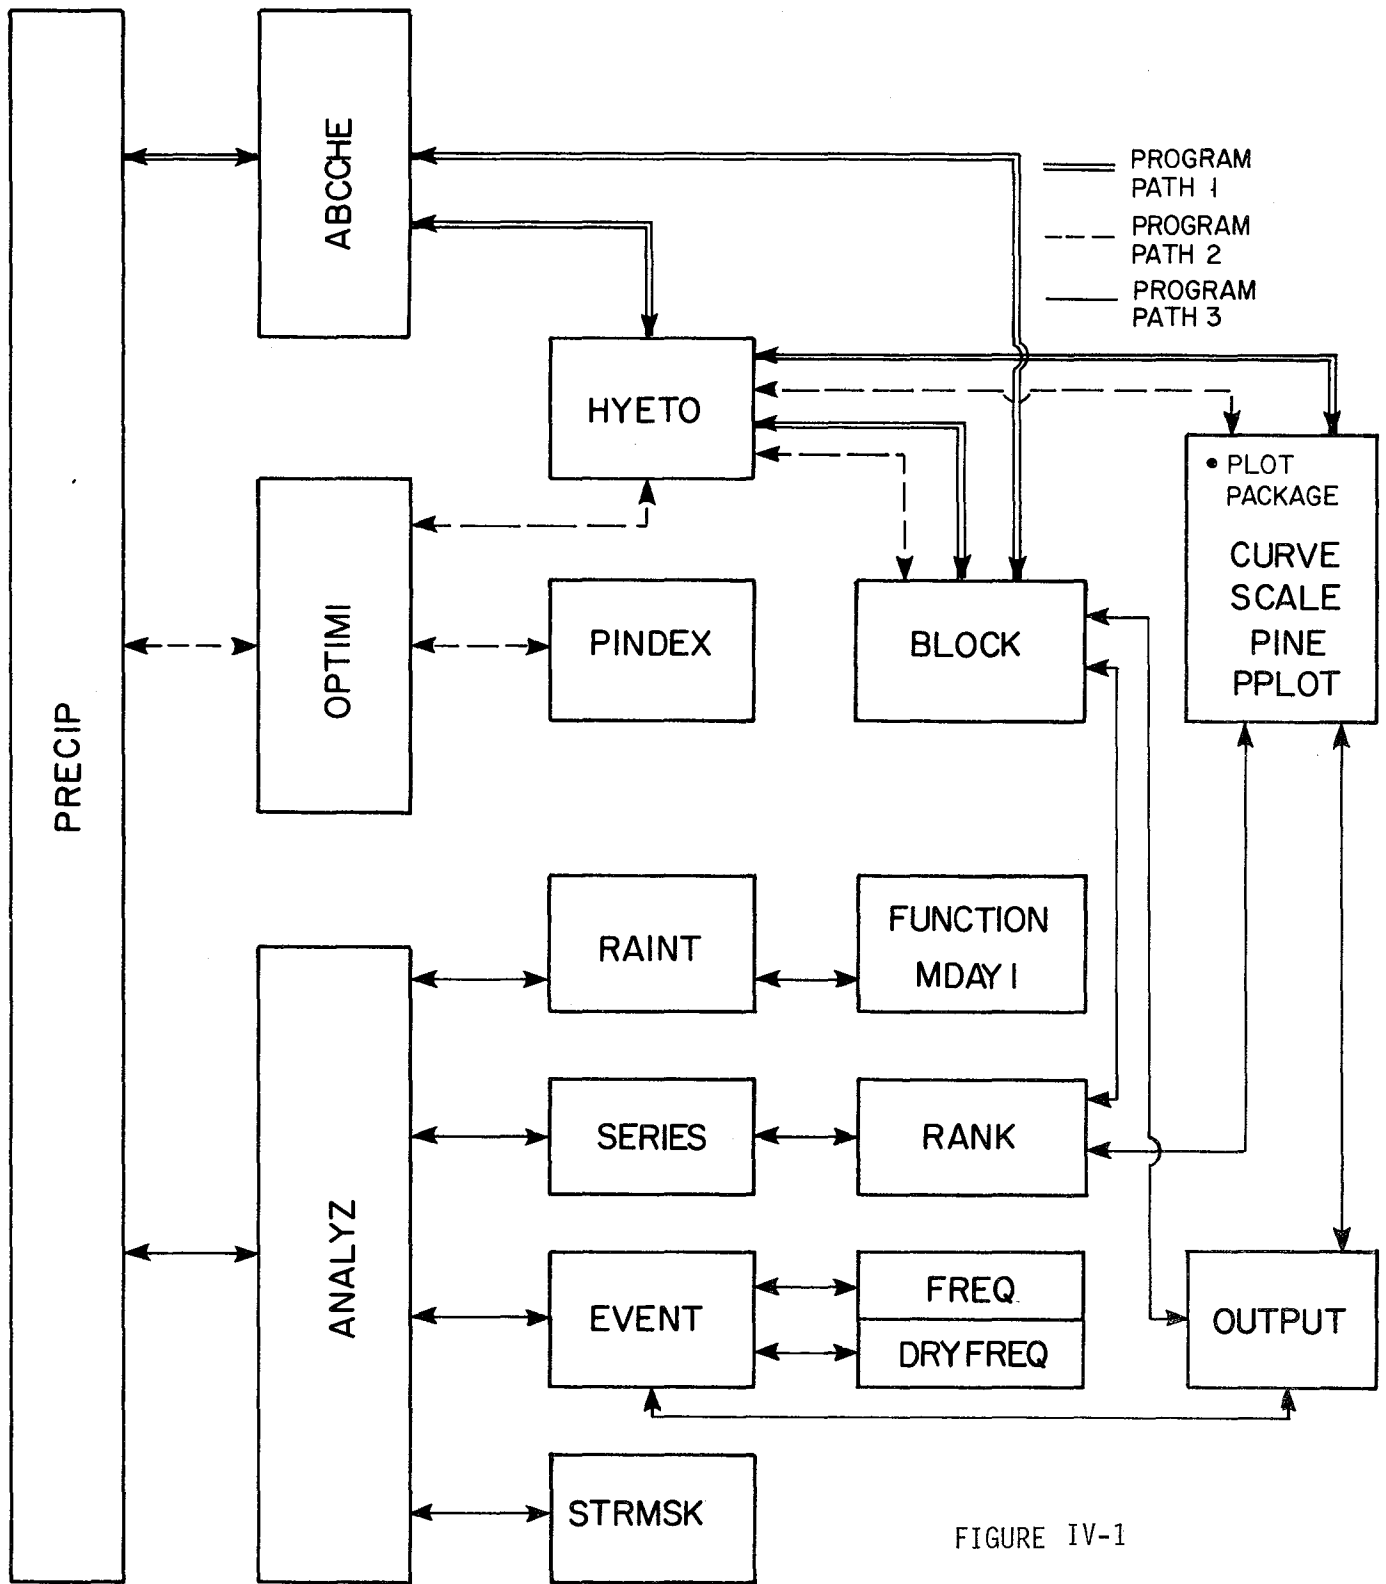 PRECIP
ABCCHE
PROGRAM
PATH 1
PROGRAM
PATH 2
PROGRAM
PATH 3
HYETO
• PLOT
PACKAGE
CURVE
SCALE
PINE
PPLOT
OPTIMI
PINDEX
BLOCK
RAINT
FUNCTION
MDAY1
ANALYZ
SERIES
RANK
EVENT
FREQ
DRYFREQ
OUTPUT
STRMSK
FIGURE IV-1